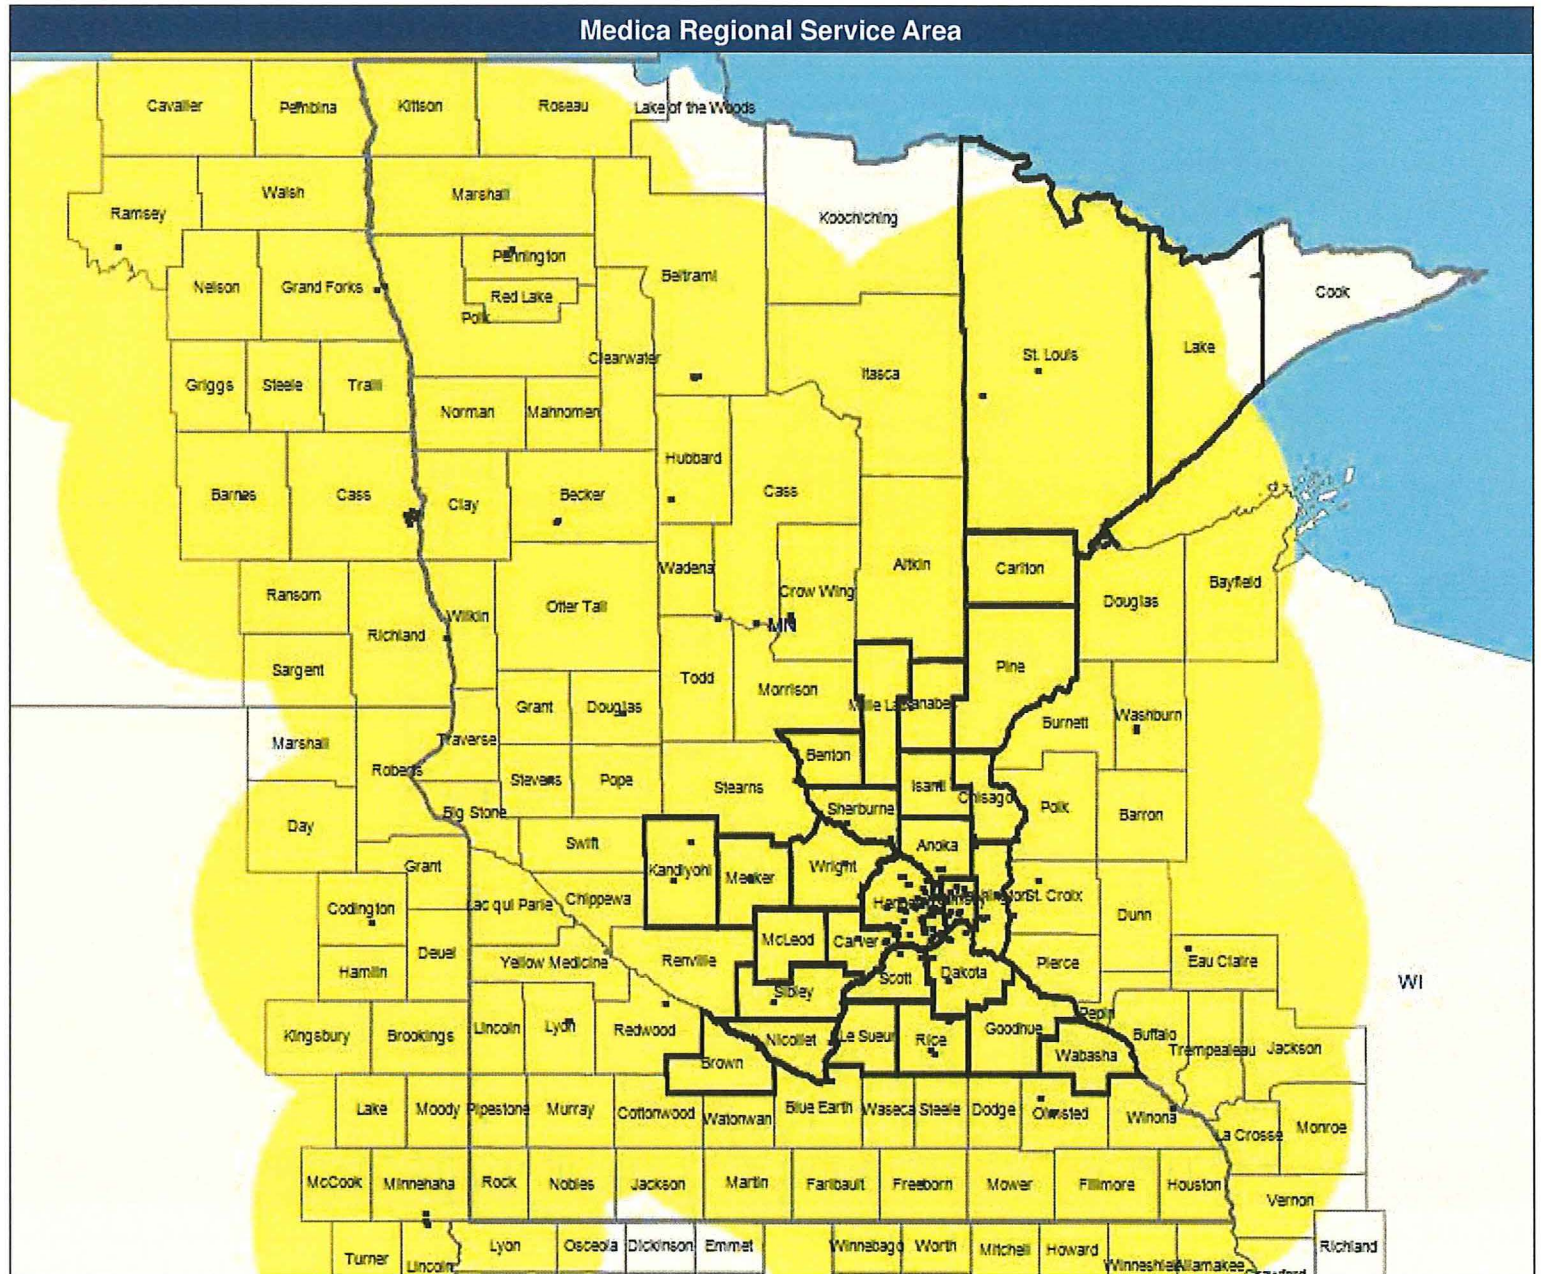 Medica Regional Service Area
Cavalier
Pembina
Kittson
Roseau
Lake of the Woods
Walsh
Marshall
Ramsey
Koochiching
Pennington
Nelson
Grand Forks
Beltrami
Red Lake
Cook
Polk
Clearwater
St. Louis
Lake
Itasca
Griggs
Steele
Traill
Norman
Mahnomen
Hubbard
Barnes
Cass
Clay
Becker
Cass
Wadena
Aitkin
Carlton
Bayfield
Ransom
Crow Wing
Douglas
Otter Tail
Wilkin
MN
Richland
Sargent
Todd
Pine
Morrison
Grant
Douglas
Mille Lacs
Kanabec
Burnett
Washburn
Marshall
Traverse
Benton
Roberts
Stevens
Pope
Stearns
Isanti
Chisago
Polk
Barron
Big Stone
Sherburne
Day
Swift
Anoka
Grant
Kandiyohi
Meeker
Wright
Codington
Lac qui Parle
Chippewa
St. Croix
Dunn
McLeod
Carver
Deuel
Yellow Medicine
Renville
Pierce
Eau Claire
Hamlin
Scott
Dakota
WI
Sibley
Pepin
Kingsbury
Brookings
Lincoln
Lyon
Redwood
Nicollet
Le Sueur
Rice
Goodhue
Buffalo
Trempealeau
Jackson
Brown
Wabasha
Lake
Moody
Pipestone
Murray
Cottonwood
Watonwan
Blue Earth
Waseca
Steele
Dodge
Olmsted
Winona
La Crosse
Monroe
McCook
Minnehaha
Rock
Nobles
Jackson
Martin
Faribault
Freeborn
Mower
Fillmore
Houston
Vernon
Turner
Lincoln
Lyon
Osceola
Dickinson
Emmet
Winnebago
Worth
Mitchell
Howard
Allamakee
Richland